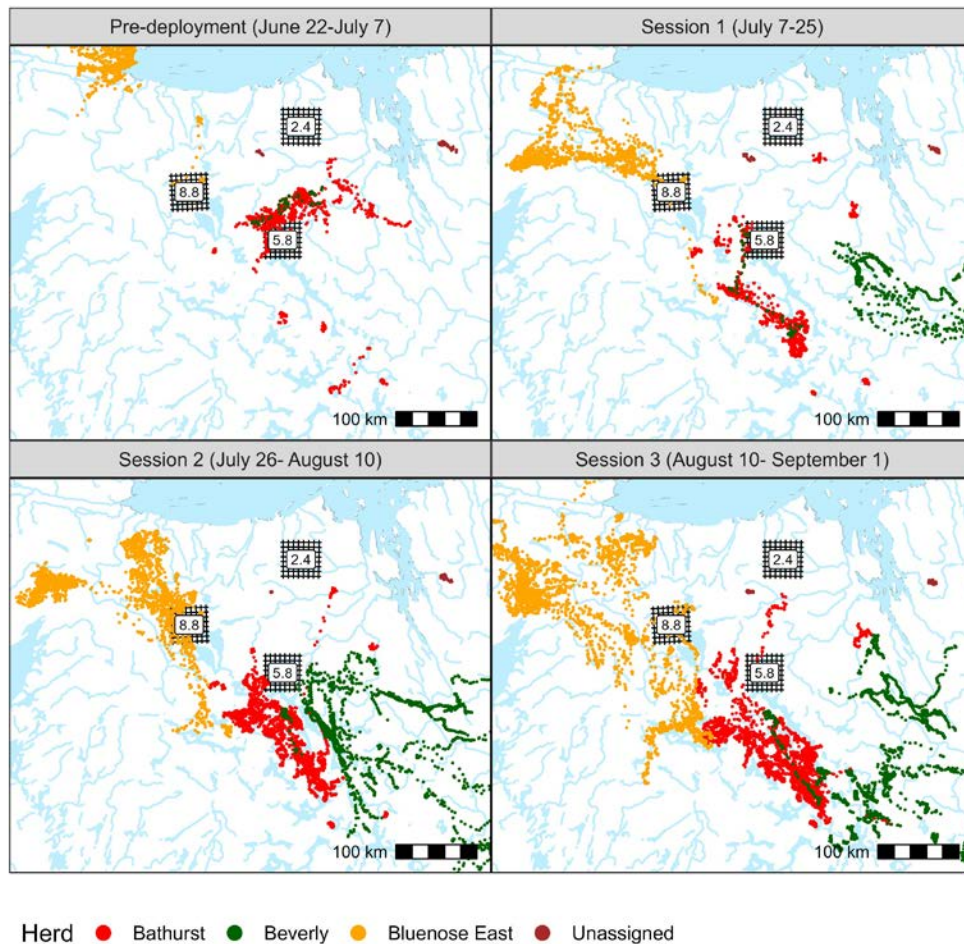 Pre-deployment (June 22-July 7)
Session 1 (July 7-25)
2.4
8.8
5.8
100 km
2.4
8.8
5.8
100 km
Session 2 (July 26- August 10)
Session 3 (August 10- September 1)
2.4
8.8
5.8
100 km
2.4
8.8
5.8
100 km
Herd Bathurst Beverly Bluenose East Unassigned